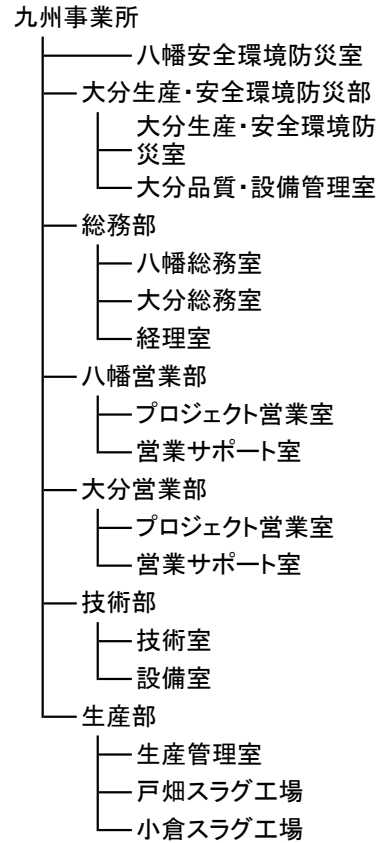 九州事業所
八幡安全環境防災室
大分生産・安全環境防災部
大分生産・安全環境防
災室
大分品質・設備管理室
総務部
八幡総務室
大分総務室
経理室
八幡営業部
プロジェクト営業室
営業サポート室
大分営業部
プロジェクト営業室
営業サポート室
技術部
技術室
設備室
生産部
生産管理室
戸畑スラグ工場
小倉スラグ工場